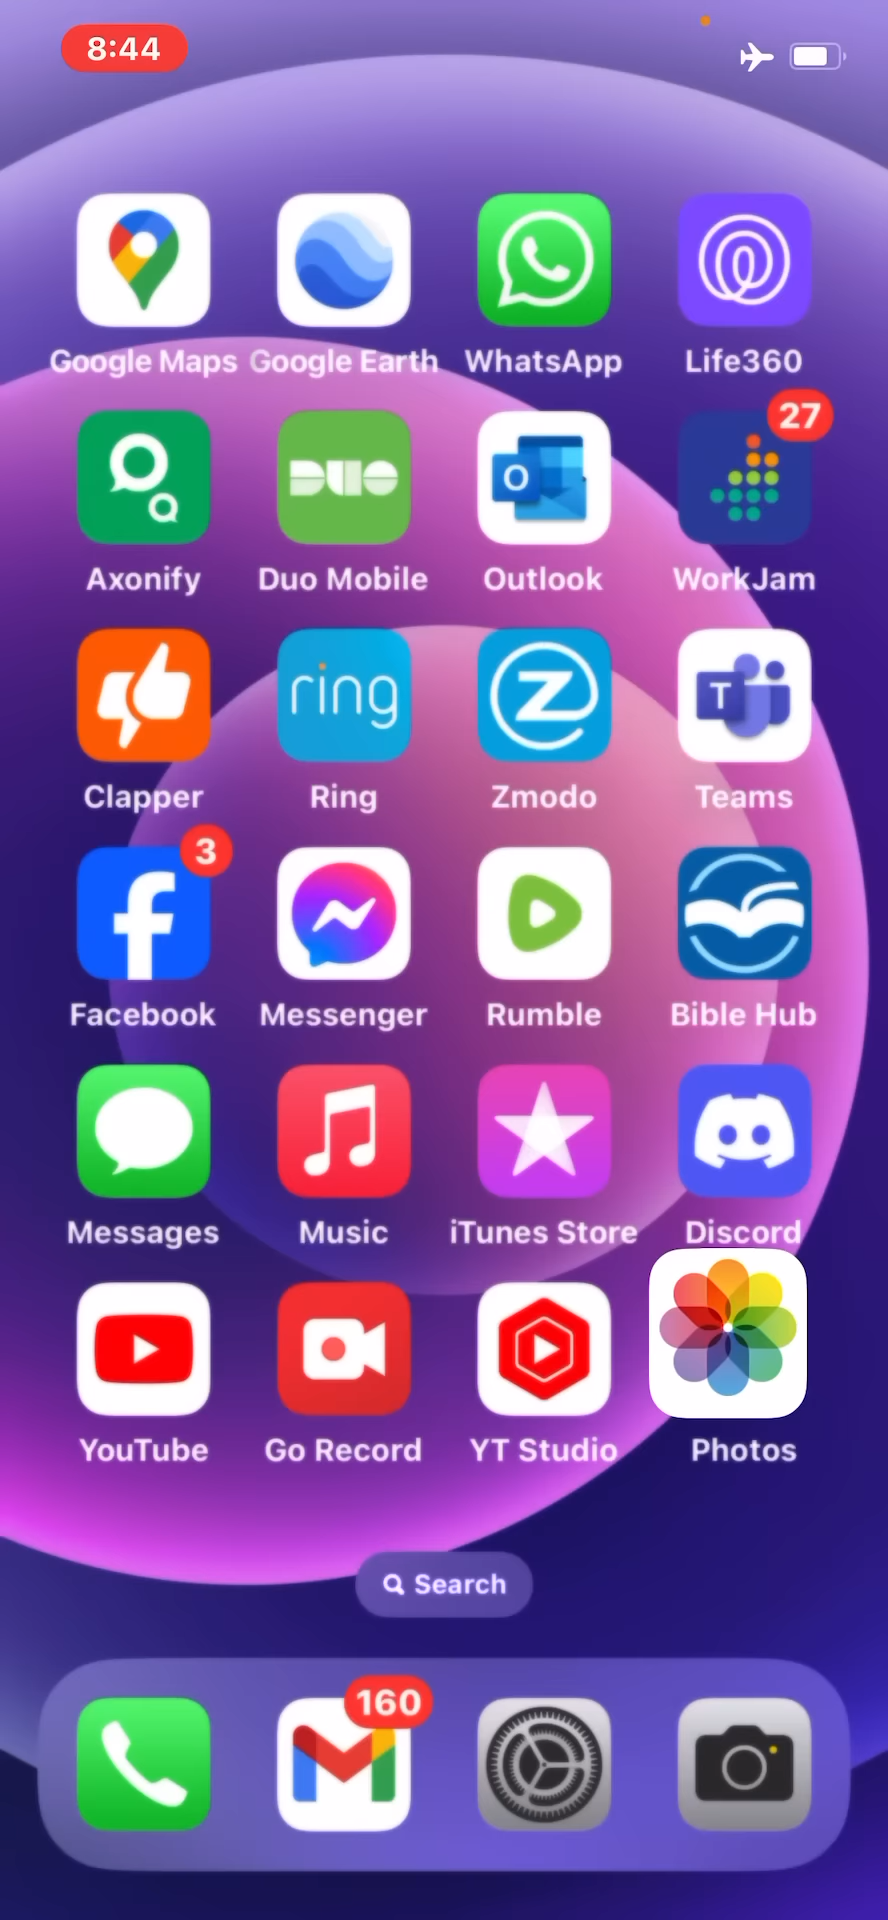 8:44
Google Maps Google Earth WhatsApp Life360
27
DUO
O
Axonify Duo Mobile Outlook WorkJam
ring
Z
T
Clapper Ring Zmodo Teams
3
f
Facebook Messenger Rumble Bible Hub
Messages Music iTunes Store Discord
YouTube Go Record YT Studio Photos
Search
160
M